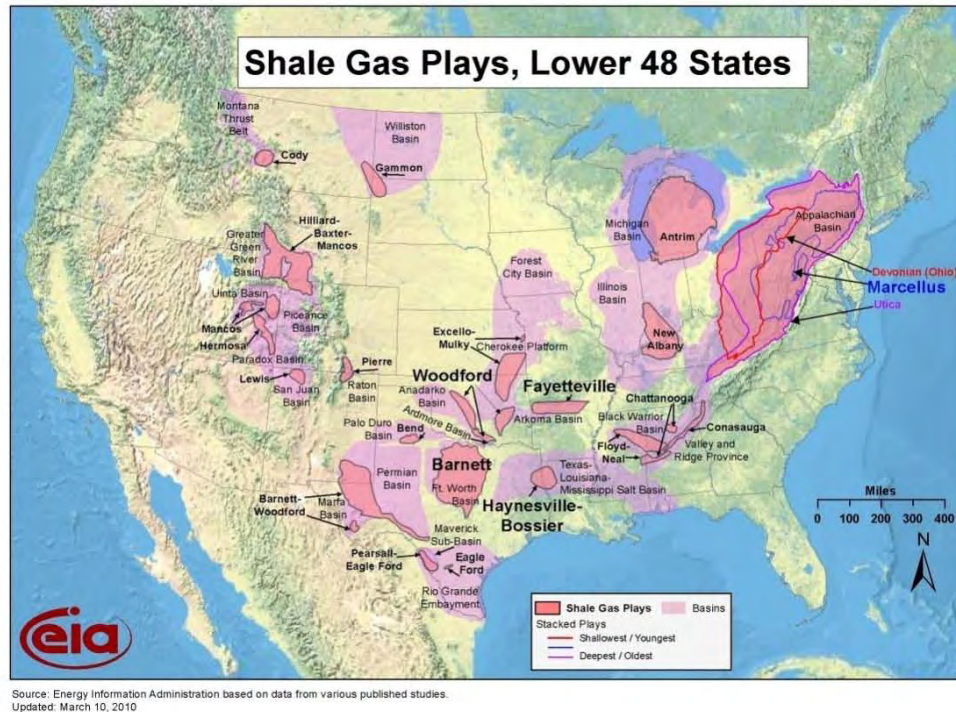 Shale Gas Plays, Lower 48 States
Montana
Thrust
Belt
Cody
Williston
Basin
Gammon
Hilliard-
Baxter-
Mancos
Greater
Green
River
Basin
Uinta Basin
Mancos
Piceance
Basin
Hermosa
Paradox Basin
Lewis
San Juan
Basin
Pierre
Raton
Basin
Forest
City Basin
Excello-
Mulky
Cherokee Platform
Woodford
Anadarko
Basin
Ardmore Basin
Palo Duro
Basin
Bend
Fayetteville
Arkoma Basin
Michigan
Basin
Antrim
Illinois
Basin
New
Albany
Appalachian
Basin
Devonian (Ohio)
Marcellus
Utica
Chattanooga
Black Warrior
Basin
Conasauga
Floyd-
Neal
Valley and
Ridge Province
Permian
Basin
Barnett
Ft. Worth
Basin
Barnett-
Woodford
Marfa
Basin
Texas-
Louisiana-
Mississippi Salt Basin
Haynesville-
Bossier
Maverick
Sub-Basin
Pearsall-
Eagle Ford
Eagle
Ford
Rio Grande
Embayment
Miles
0 100 200 300 400
N
Shale Gas Plays
Basins
Stacked Plays
Shallowest / Youngest
Deepest / Oldest
eia
Source: Energy Information Administration based on data from various published studies.
Updated: March 10, 2010